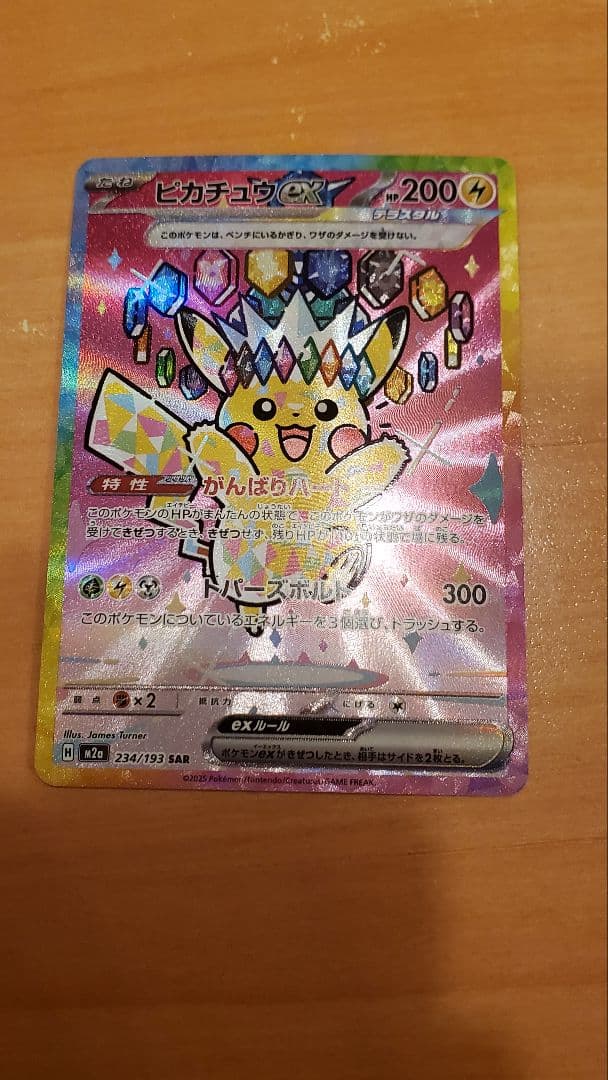 たね ピカチュウex HP200
テラスタル
このポケモンは、ベンチにいるかぎり、ワザのダメージを受けない。
特性 がんばりハート
このポケモンのHPがまんたんの状態で、このポケモンがワザのダメージを
受けてきぜつするとき、きぜつせず、残りHPが「10」の状態で場に残る。
トパーズボルト 300
このポケモンについているエネルギーを3個選び、トラッシュする。
弱点 ×2 抵抗力 にげる
exルール
ポケモンexがきぜつしたとき、相手はサイドを2枚とる。
Illus. James Turner
H M2a 234/193 SAR
©2025 Pokémon/Nintendo/Creatures/GAME FREAK.